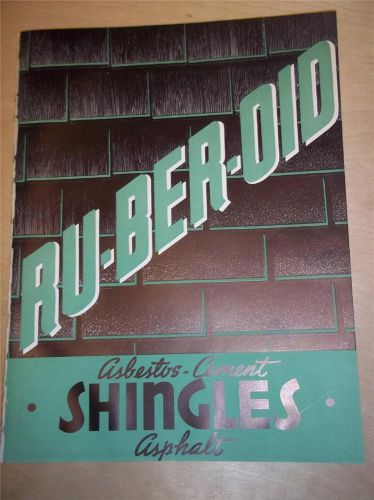 RU-BER-OID
Asbestos-Cement
· SHINGLES ·
Asphalt